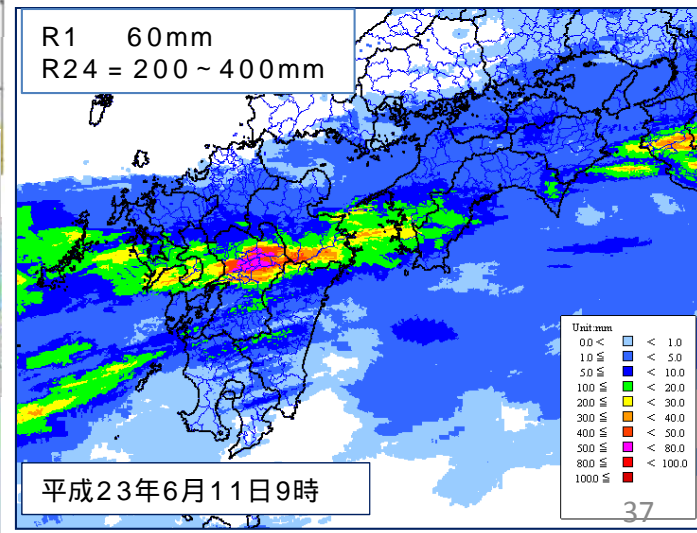 R1 60mm
R24 = 200~400mm
Unit:mm
0.0 < < 1.0
1.0 ≦ < 5.0
5.0 ≦ < 10.0
10.0 ≦ < 20.0
20.0 ≦ < 30.0
30.0 ≦ < 40.0
40.0 ≦ < 50.0
50.0 ≦ < 80.0
80.0 ≦ < 100.0
100.0 ≦
平成23年6月11日9時
37